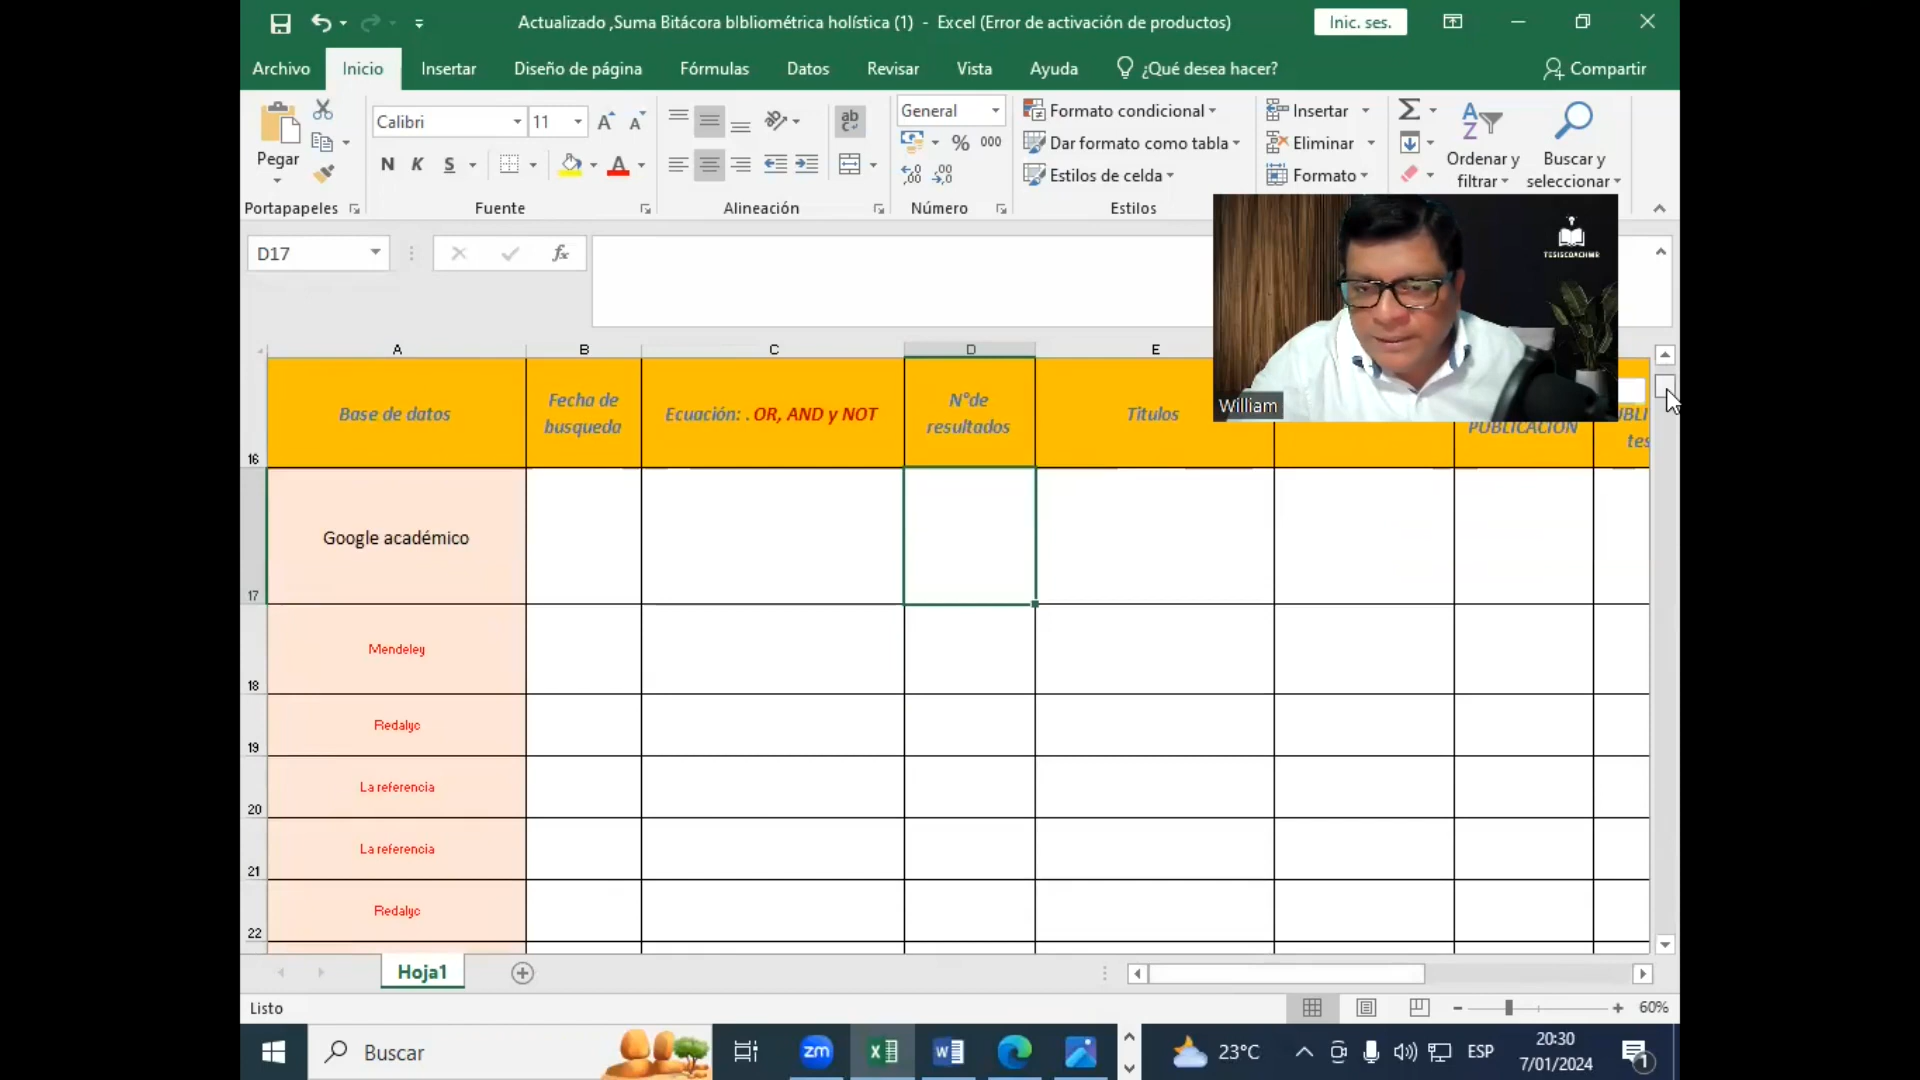 Actualizado ,Suma Bitácora bIbliométrica holística (1) - Excel (Error de activación de productos)
Inic. ses.
Archivo Inicio Insertar Diseño de página Fórmulas Datos Revisar Vista Ayuda ¿Qué desea hacer? Compartir
Pegar
Calibri 11
N K S
General
% 000
Formato condicional
Dar formato como tabla
Estilos de celda
Insertar
Eliminar
Formato
Ordenar y filtrar
Buscar y seleccionar
Portapapeles Fuente Alineación Número Estilos
D17
fx
TESISCOACHWR
William
A B C D E
16 Base de datos
Fecha de busqueda
Ecuación: . OR, AND y NOT
N°de resultados
Titulos
PUBLICACION
17 Google académico
18 Mendeley
19 Redalyc
20 La referencia
21 La referencia
22 Redalyc
Hoja1
Listo
60%
Buscar
zm
23°C
ESP
20:30
7/01/2024
1